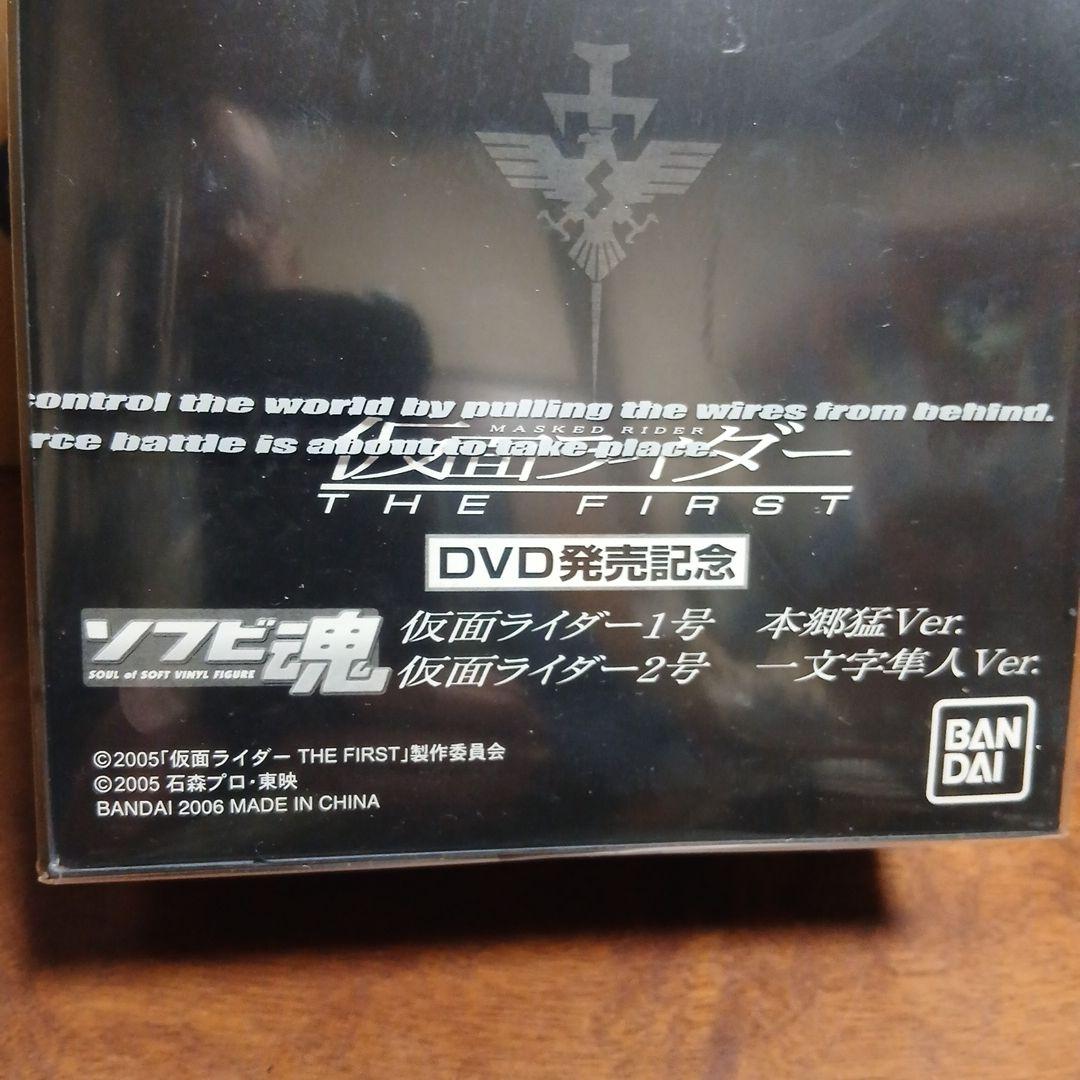 control the world by pulling the wires from behind.
rce battle is about to take place.
MASKED RIDER
仮面ライダー
THE FIRST
DVD発売記念
ソフビ魂
SOUL of SOFT VINYL FIGURE
仮面ライダー1号 本郷猛Ver.
仮面ライダー2号 一文字隼人Ver.
©2005「仮面ライダー THE FIRST」製作委員会
©2005 石森プロ・東映
BANDAI 2006 MADE IN CHINA
BAN
DAI